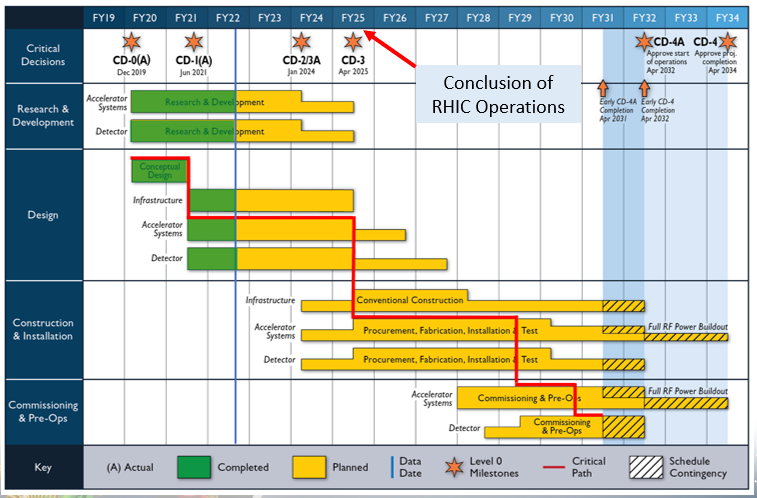 FY19 FY20 FY21 FY22 FY23 FY24 FY25 FY26 FY27 FY28 FY29 FY30 FY31 FY32 FY33 FY34
Critical
Decisions
CD-0(A)
Dec 2019
CD-1(A)
Jun 2021
CD-2/3A
Jan 2024
CD-3
Apr 2025
CD-4A
Approve start
of operations
Apr 2032
CD-4
Approve proj.
completion
Apr 2034
Conclusion of
RHIC Operations
Early CD-4A
Completion
Apr 2031
Early CD-4
Completion
Apr 2032
Research &
Development
Accelerator
Systems
Research & Development
Detector
Research & Development
Design
Conceptual
Design
Infrastructure
Accelerator
Systems
Detector
Construction
& Installation
Infrastructure
Conventional Construction
Accelerator
Systems
Procurement, Fabrication, Installation & Test
Full RF Power Buildout
Detector
Procurement, Fabrication, Installation & Test
Commissioning
& Pre-Ops
Accelerator
Systems
Commissioning & Pre-Ops
Full RF Power Buildout
Detector
Commissioning
& Pre-Ops
Key
(A) Actual
Completed
Planned
Data
Date
Level 0
Milestones
Critical
Path
Schedule
Contingency